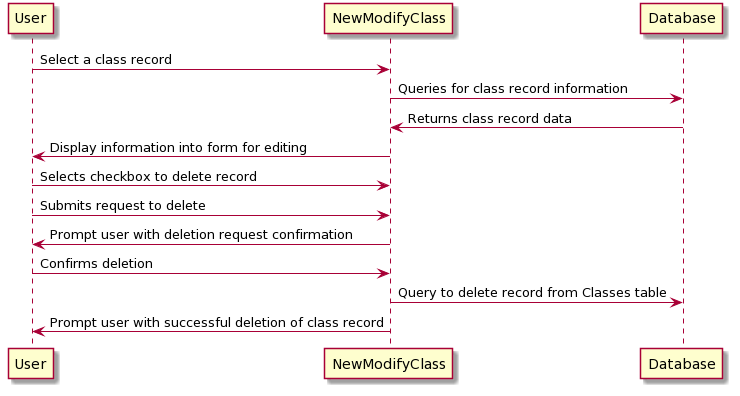 User
NewModifyClass
Database
Select a class record
Queries for class record information
Returns class record data
Display information into form for editing
Selects checkbox to delete record
Submits request to delete
Prompt user with deletion request confirmation
Confirms deletion
Query to delete record from Classes table
Prompt user with successful deletion of class record
User
NewModifyClass
Database